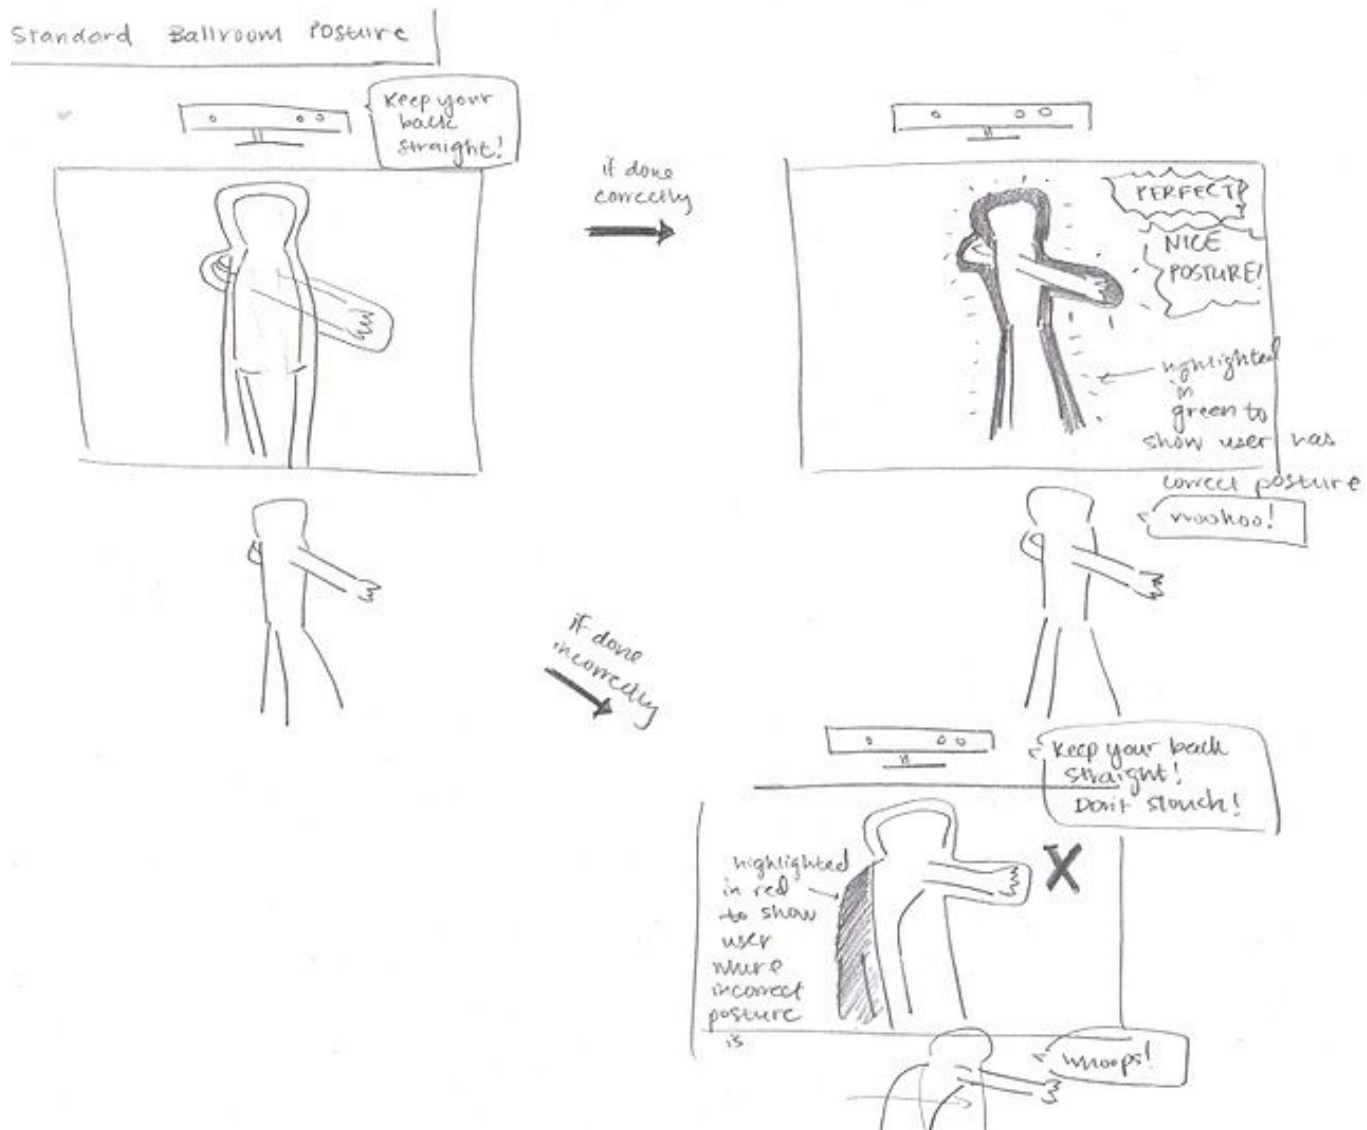 Standard Ballroom Posture
Keep your
back
straight!
if done
correctly
PERFECT!
NICE
POSTURE!
highlighted
in
green to
show user has
correct posture
woohoo!
if done
incorrectly
Keep your back
straight!
Don't slouch!
highlighted
in red
to show
user
where
incorrect
posture
is
X
whoops!